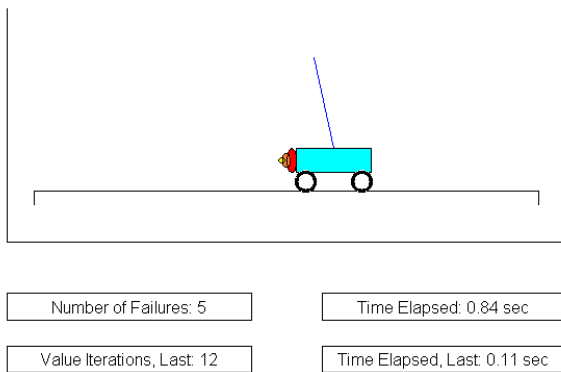 Number of Failures: 5
Time Elapsed: 0.84 sec
Value Iterations, Last: 12
Time Elapsed, Last: 0.11 sec